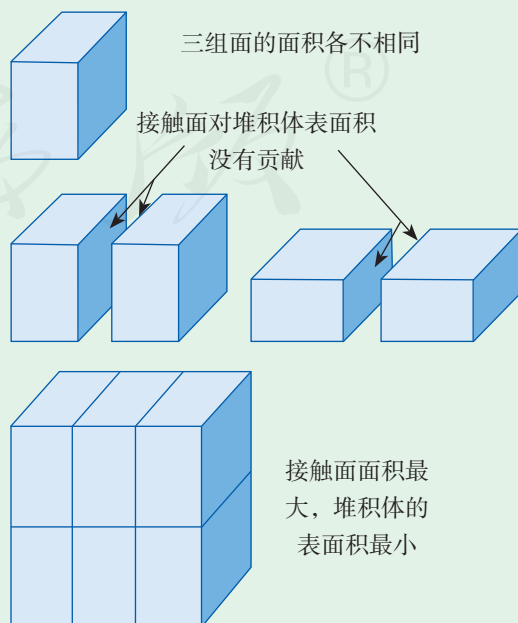 三组面的面积各不相同
®
接触面对堆积体表面积
没有贡献
接触面面积最
大，堆积体的
表面积最小